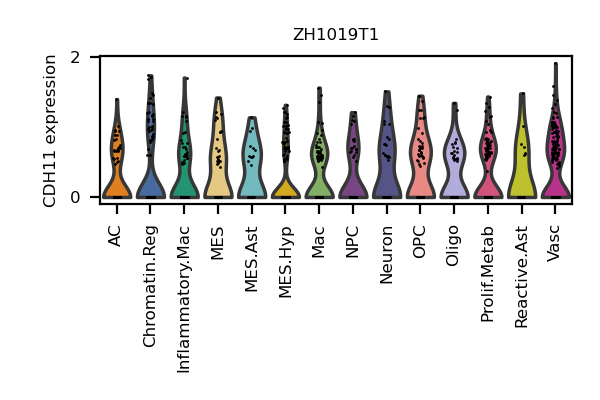 ZH1019T1
CDH11 expression
2
0
AC
Chromatin.Reg
Inflammatory.Mac
MES
MES.Ast
MES.Hyp
Mac
NPC
Neuron
OPC
Oligo
Prolif.Metab
Reactive.Ast
Vasc